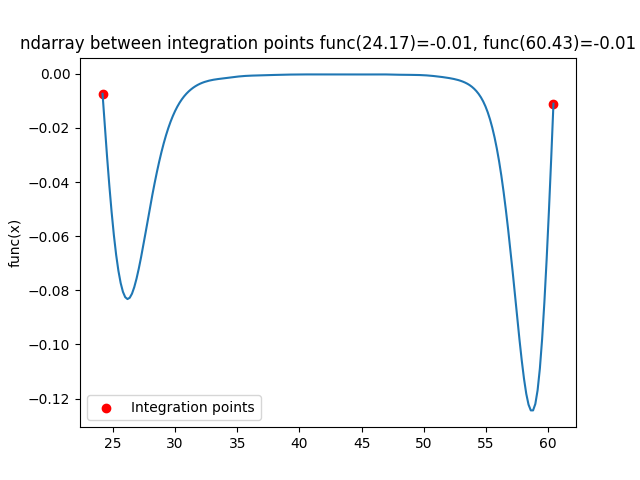 ndarray between integration points func(24.17)=-0.01, func(60.43)=-0.01
0.00
−0.02
−0.04
−0.06
−0.08
−0.10
−0.12
func(x)
Integration points
25 30 35 40 45 50 55 60